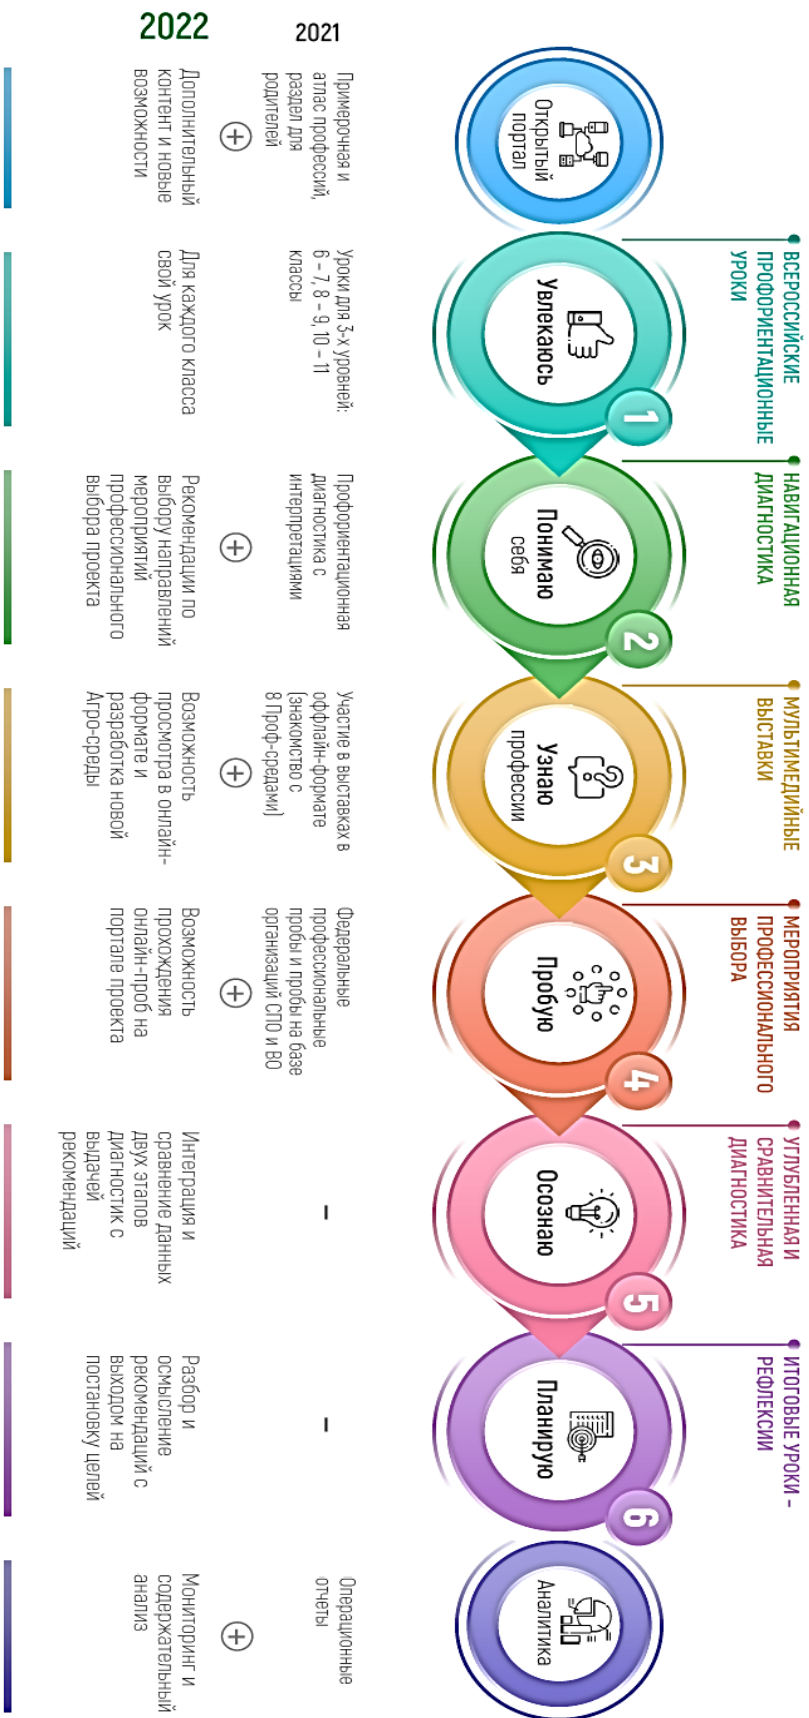 ВСЕРОССИЙСКИЕ
ПРОФОРИЕНТАЦИОННЫЕ
УРОКИ
НАВИГАЦИОННАЯ
ДИАГНОСТИКА
МУЛЬТИМЕДИЙНЫЕ
ВЫСТАВКИ
МЕРОПРИЯТИЯ
ПРОФЕССИОНАЛЬНОГО
ВЫБОРА
УГЛУБЛЕННАЯ И
СРАВНИТЕЛЬНАЯ
ДИАГНОСТИКА
ИТОГОВЫЕ УРОКИ –
РЕФЛЕКСИИ
Открытый
портал
Увлекаюсь
1
Понимаю
себя
2
Узнаю
профессии
3
Пробую
4
Осознаю
5
Планирую
6
Аналитика
2021
Примерочная и
атлас профессий,
раздел для
родителей
Уроки для 3-х уровней:
6 – 7, 8 – 9, 10 – 11
классы
Профориентационная
диагностика с
интерпретациями
Участие в выставках в
оффлайн-формате
(знакомство с
8 Проф-средами)
Федеральные
профессиональные
пробы и пробы на базе
организаций СПО и ВО
–
–
Операционные
отчеты
+
+
+
+
+
2022
Дополнительный
контент и новые
возможности
Для каждого класса
свой урок
Рекомендации по
выбору направлений
мероприятий
профессионального
выбора проекта
Возможность
просмотра в онлайн-
формате и
разработка новой
Агро-среды
Возможность
прохождения
онлайн-проб на
портале проекта
Интеграция и
сравнение данных
двух этапов
диагностик с
выдачей
рекомендаций
Разбор и
осмысление
рекомендаций с
выходом на
постановку целей
Мониторинг и
содержательный
анализ